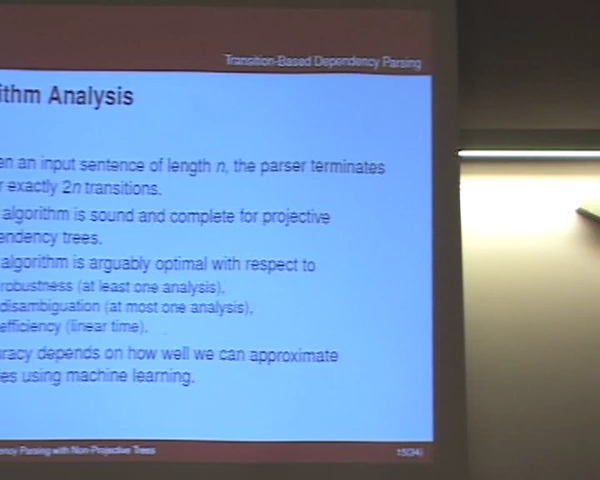 Transition-Based Dependency Parsing
ithm Analysis
en an input sentence of length n, the parser terminates
r exactly 2n transitions.
algorithm is sound and complete for projective
endency trees.
algorithm is arguably optimal with respect to
robustness (at least one analysis),
disambiguation (at most one analysis),
efficiency (linear time).
uracy depends on how well we can approximate
es using machine learning.
ency Parsing with Non-Projective Trees
15(34)